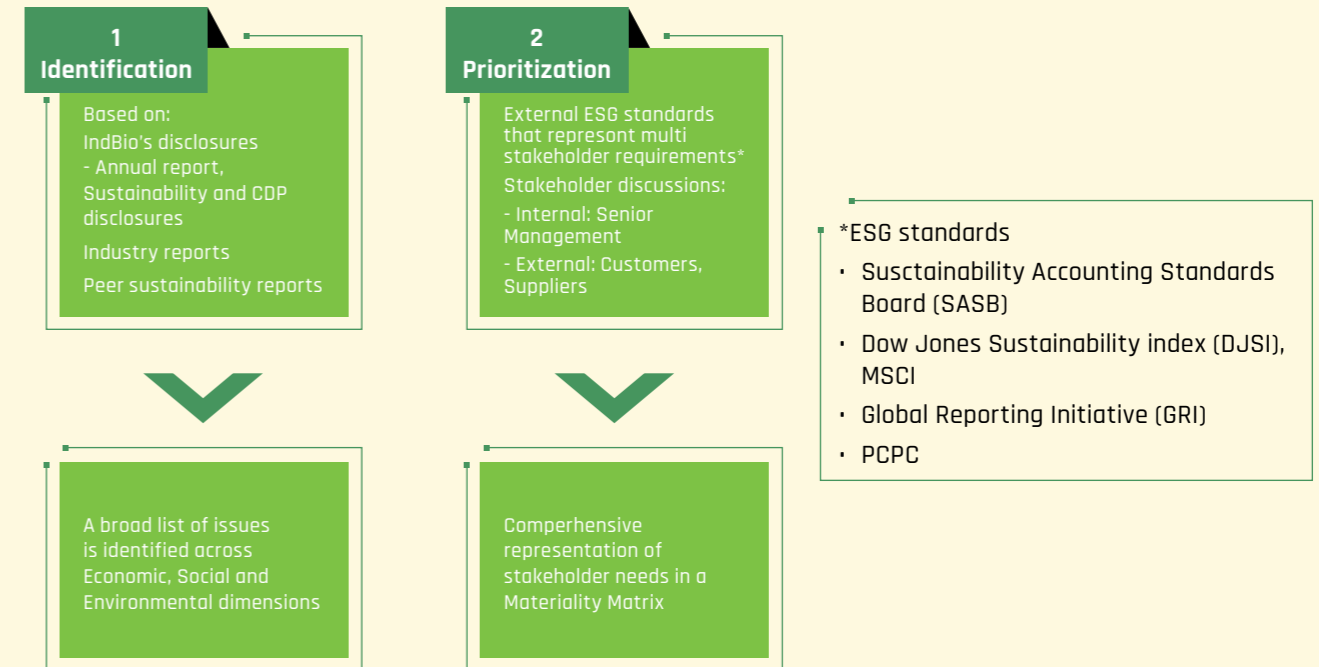 1
Identification
Based on:
IndBio's disclosures
- Annual report,
Sustainability and CDP
disclosures
Industry reports
Peer sustainability reports
A broad list of issues
is identified across
Economic, Social and
Environmental dimensions
2
Prioritization
External ESG standards
that represont multi
stakeholder requirements*
Stakeholder discussions:
- Internal: Senior
Management
- External: Customers,
Suppliers
Comperhensive
representation of
stakeholder needs in a
Materiality Matrix
*ESG standards
· Susctainability Accounting Standards
Board (SASB)
· Dow Jones Sustainability index (DJSI),
MSCI
· Global Reporting Initiative (GRI)
· PCPC